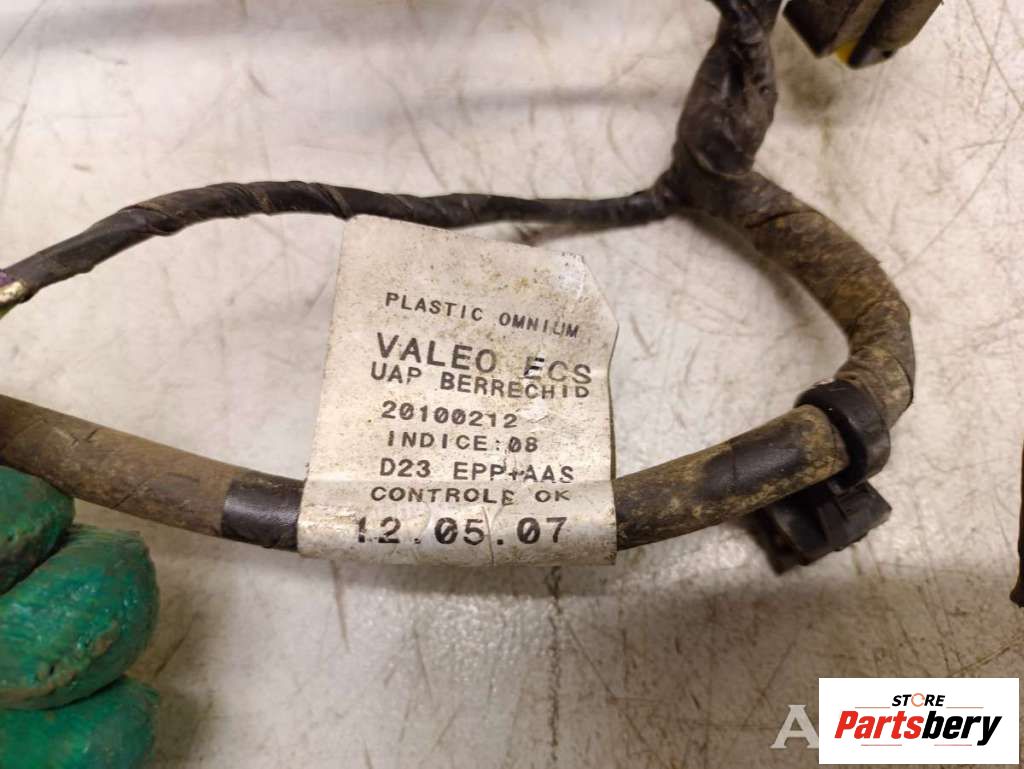 PLASTIC OMNIUM
VALEO ECS
UAP BERRECHID
20100212
INDICE:08
D23 EPP+AAS
CONTROLE OK
12.05.07
A
STORE
Partsbery